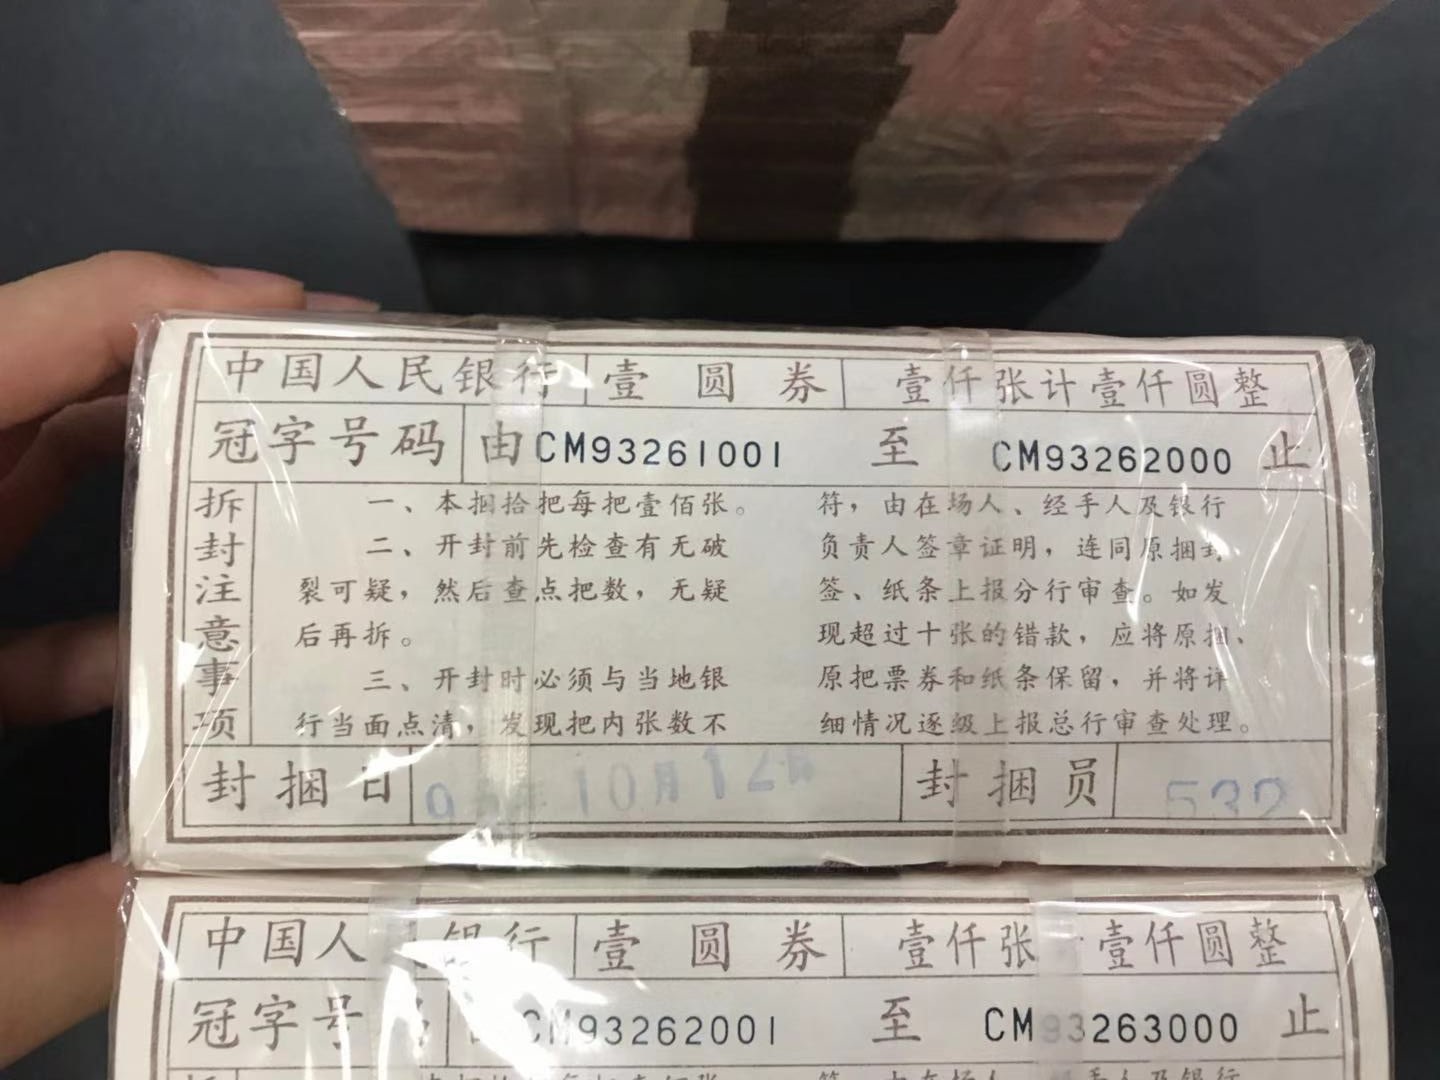 中国人民银行 壹圆券 壹仟张计壹仟圆整
冠字号码 由CM93261001 至 CM93262000 止
拆封注意事项
一、本捆拾把每把壹佰张。
二、开封前先检查有无破
裂可疑，然后查点把数，无疑
后再拆。
三、开封时必须与当地银
行当面点清，发现把内张数不
符，由在场人、经手人及银行
负责人签章证明，连同原捆封
签、纸条上报分行审查。如发
现超过十张的错款，应将原捆、
原把票券和纸条保留，并将详
细情况逐级上报总行审查处理。
封捆日 10月12日 封捆员 532
中国人 银行 壹圆券 壹仟张 壹仟圆整
冠字号 CM93262001 至 CM93263000 止